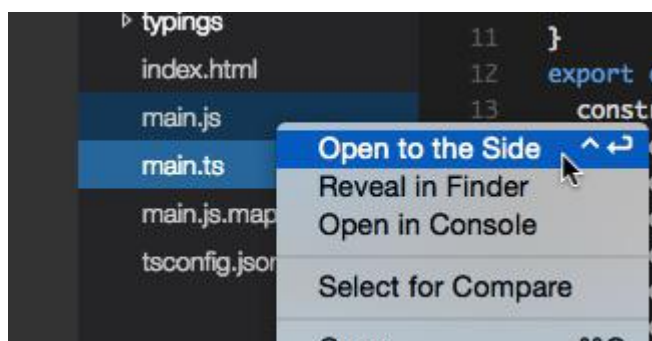 typings
index.html
main.js
main.ts
main.js.map
tsconfig.json
11 }
12 export
13 constr
Open to the Side ^↩
Reveal in Finder
Open in Console
Select for Compare